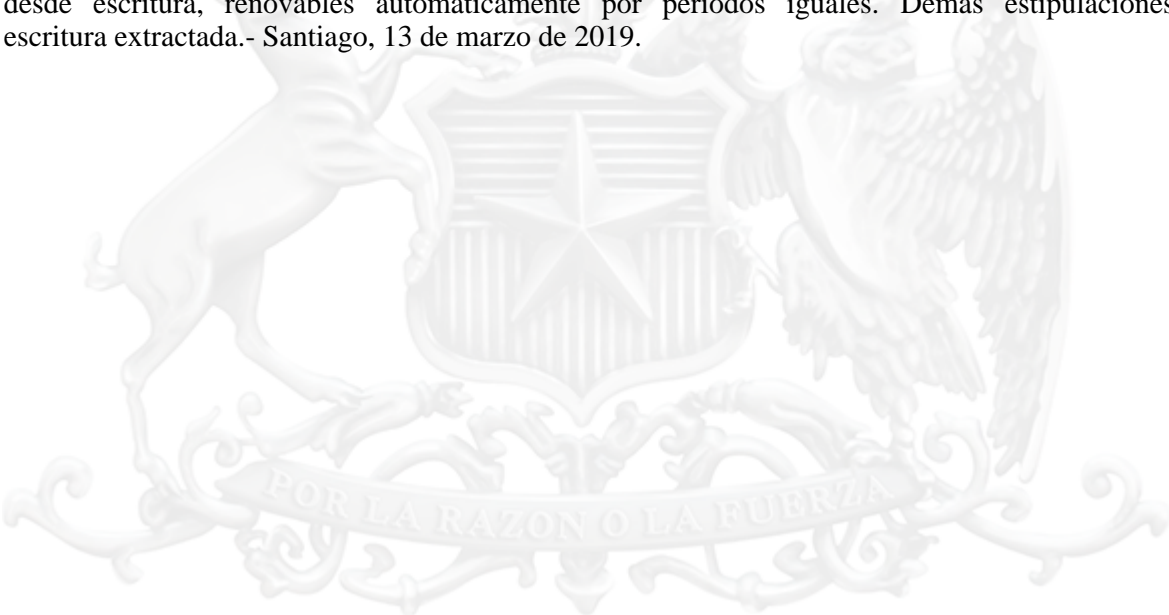 desde escritura, renovables automáticamente por períodos iguales. Demás estipulaciones
escritura extractada.- Santiago, 13 de marzo de 2019.
POR LA RAZON O LA FUERZA